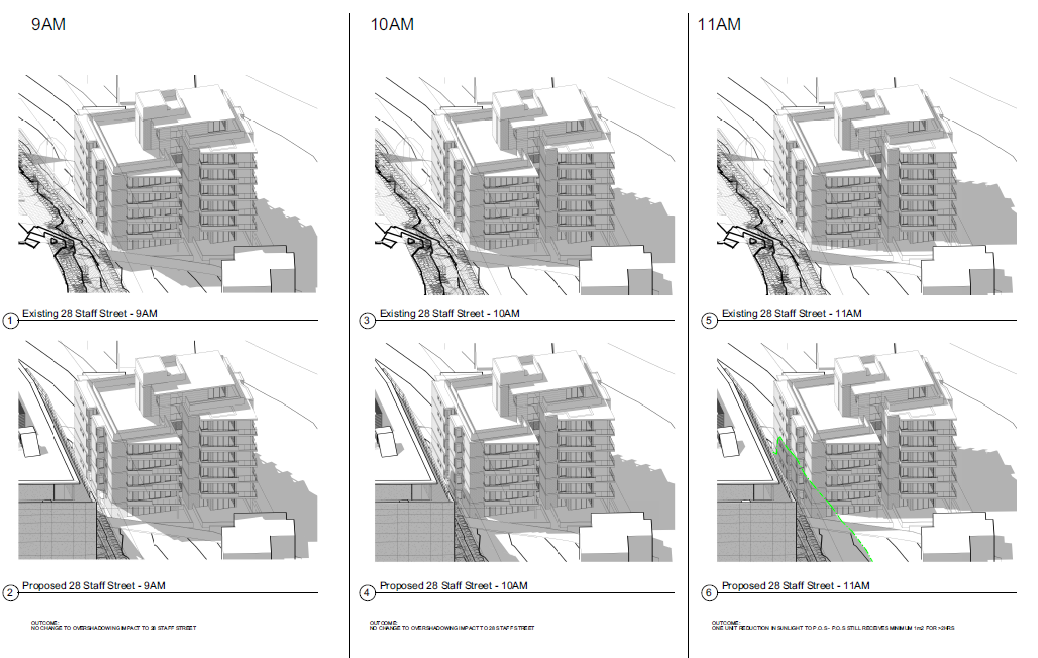 9AM
10AM
11AM
1 Existing 28 Staff Street - 9AM
3 Existing 28 Staff Street - 10AM
5 Existing 28 Staff Street - 11AM
2 Proposed 28 Staff Street - 9AM
4 Proposed 28 Staff Street - 10AM
6 Proposed 28 Staff Street - 11AM
OUTCOME:
NO CHANGE TO OVERSHADOWING IMPACT TO 28 STAFF STREET
OUTCOME:
NO CHANGE TO OVERSHADOWING IMPACT TO 28 STAFF STREET
OUTCOME:
ONE UNIT REDUCTION IN SUNLIGHT TO P.O.S - P.O.S STILL RECEIVES MINIMUM 1m2 FOR >2HRS